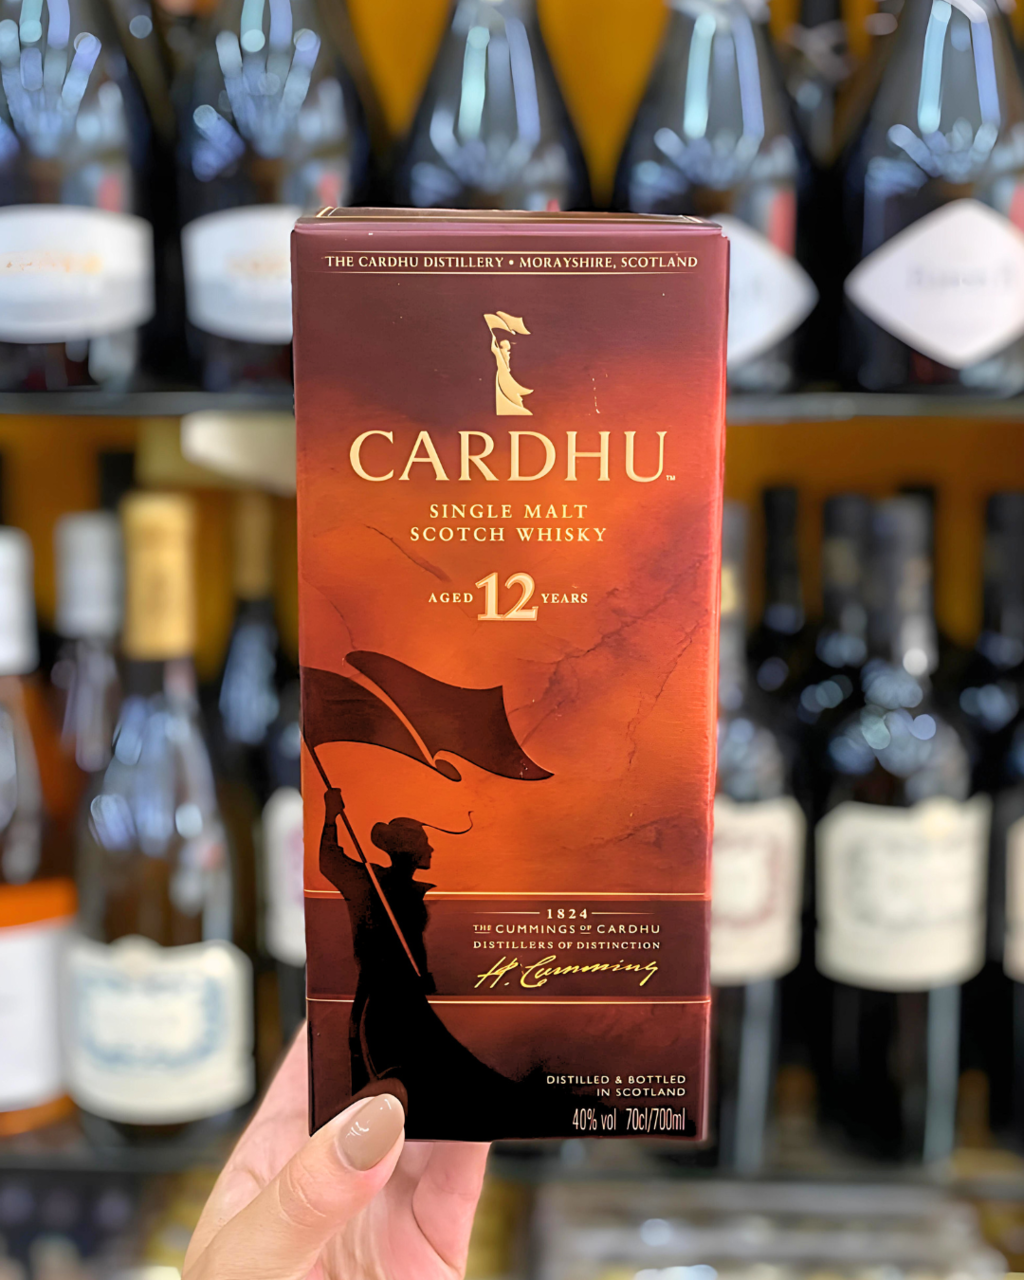 THE CARDHU DISTILLERY • MORAYSHIRE, SCOTLAND
CARDHU™
SINGLE MALT
SCOTCH WHISKY
AGED 12 YEARS
1824
THE CUMMINGS OF CARDHU
DISTILLERS OF DISTINCTION
H. Cumming
DISTILLED & BOTTLED
IN SCOTLAND
40% vol 70cl/700ml